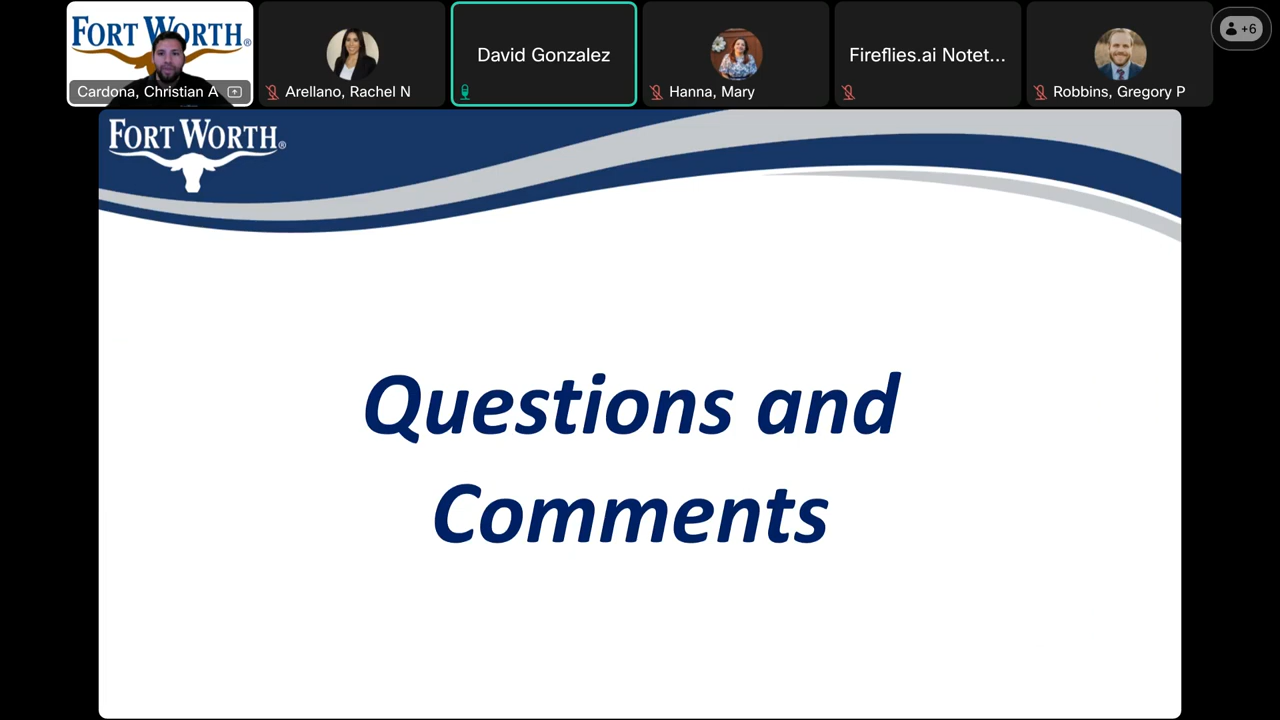 FORT WORTH®
Cardona, Christian A
Arellano, Rachel N
David Gonzalez
Hanna, Mary
Fireflies.ai Notet...
Robbins, Gregory P
+6
FORT WORTH®
Questions and
Comments